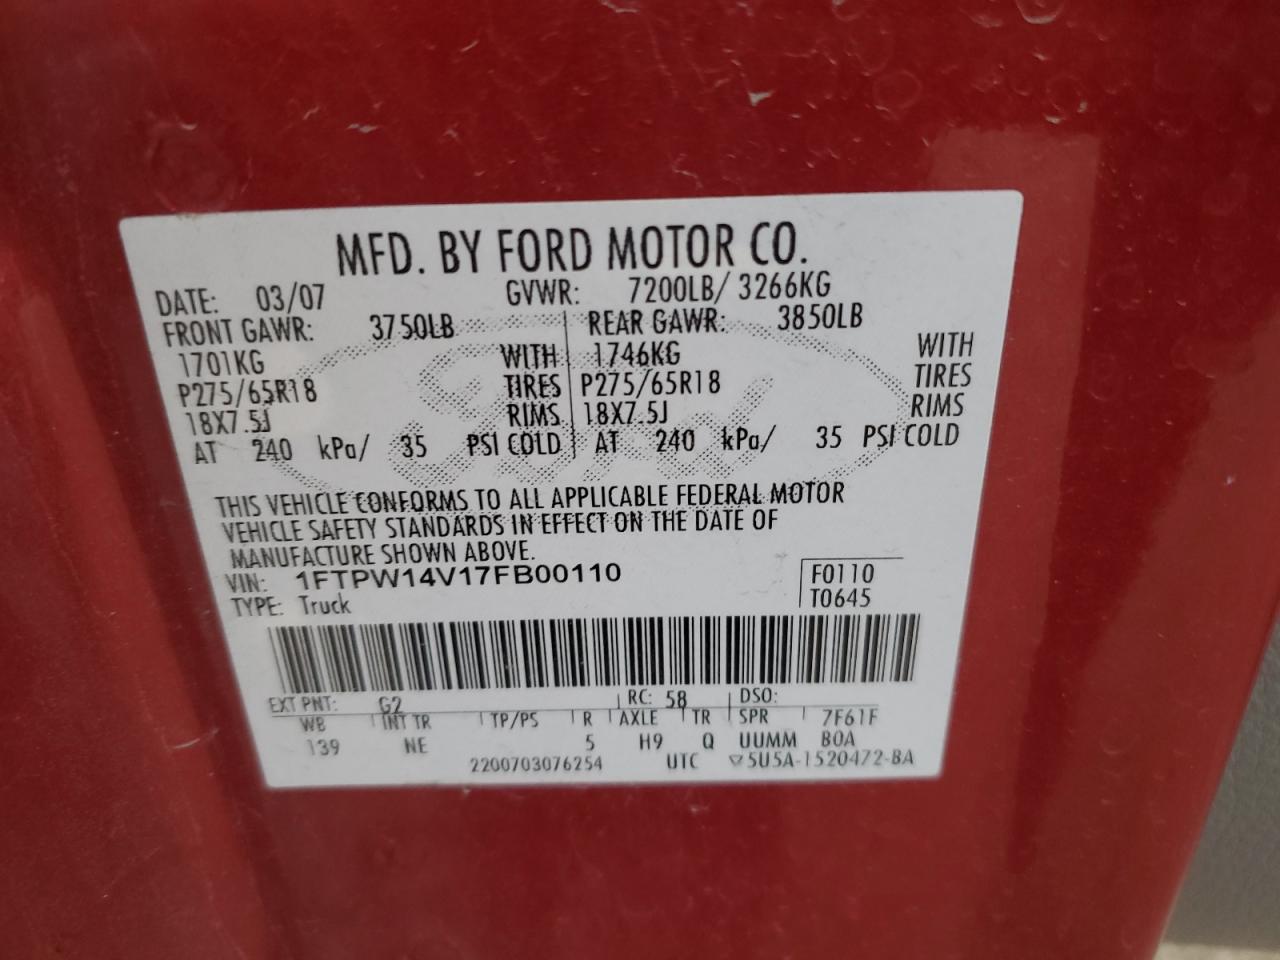 MFD. BY FORD MOTOR CO.
DATE: 03/07 GVWR: 7200LB/ 3266KG
FRONT GAWR: 3750LB REAR GAWR: 3850LB
1701KG WITH 1746KG WITH
P275/65R18 TIRES P275/65R18 TIRES
18X7.5J RIMS 18X7.5J RIMS
AT 240 kPa/ 35 PSI COLD AT 240 kPa/ 35 PSI COLD
THIS VEHICLE CONFORMS TO ALL APPLICABLE FEDERAL MOTOR
VEHICLE SAFETY STANDARDS IN EFFECT ON THE DATE OF
MANUFACTURE SHOWN ABOVE.
VIN: 1FTPW14V17FB00110 F0110
TYPE: Truck T0645
EXT PNT: G2 RC: 58 DSO:
WB INT TR TP/PS R AXLE TR SPR 7F61F
139 NE 5 H9 Q UUMM B0A
2200703076254 UTC ▽5U5A-1520472-BA